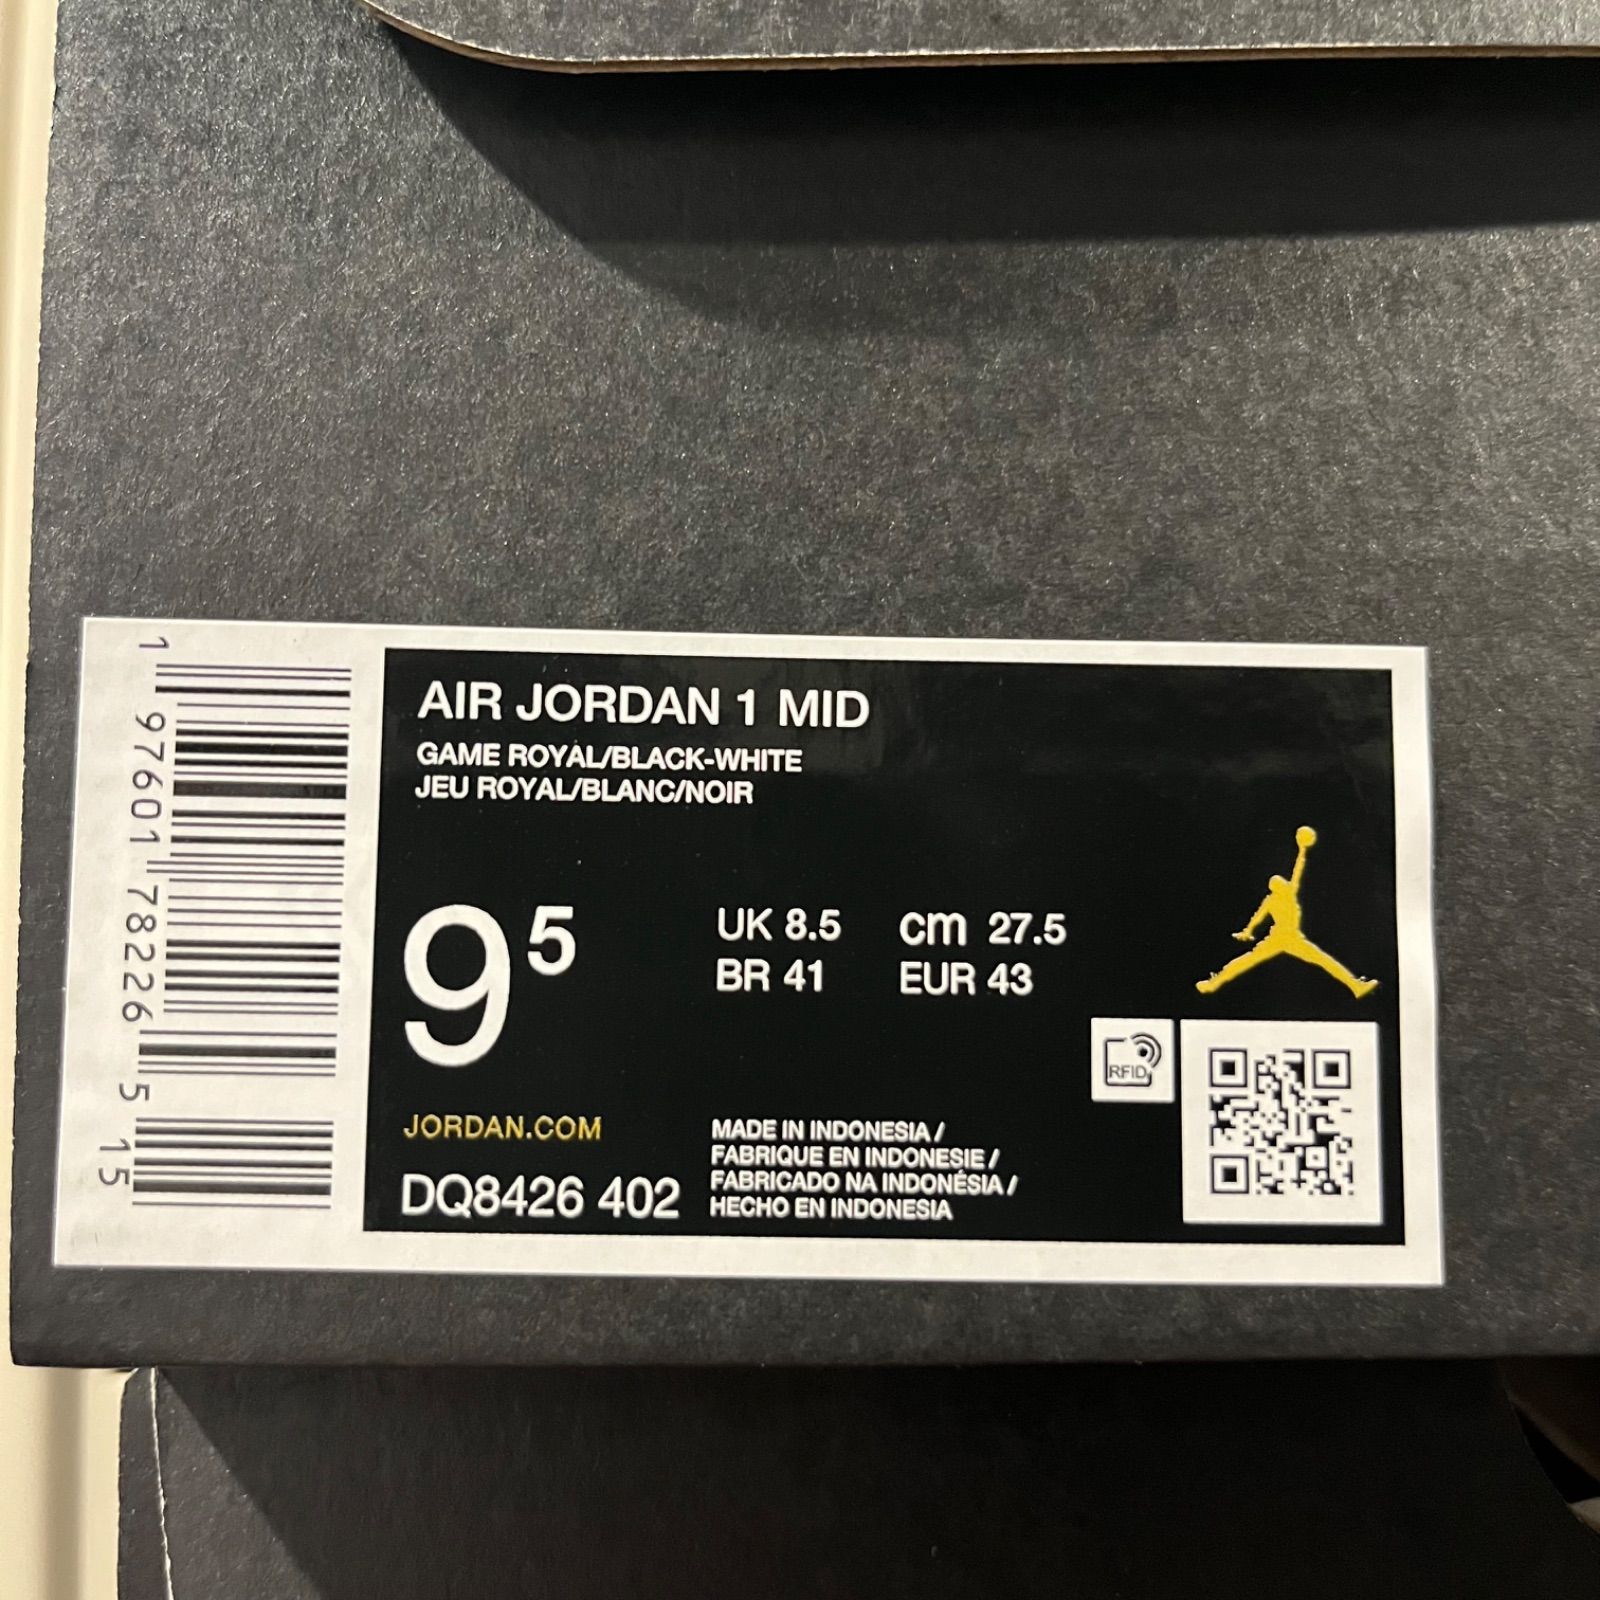 AIR JORDAN 1 MID
GAME ROYAL/BLACK-WHITE
JEU ROYAL/BLANC/NOIR
9 5
UK 8.5 cm 27.5
BR 41 EUR 43
RFID
JORDAN.COM
DQ8426 402
MADE IN INDONESIA /
FABRIQUE EN INDONESIE /
FABRICADO NA INDONÉSIA /
HECHO EN INDONESIA
1 97601 78226 5 15